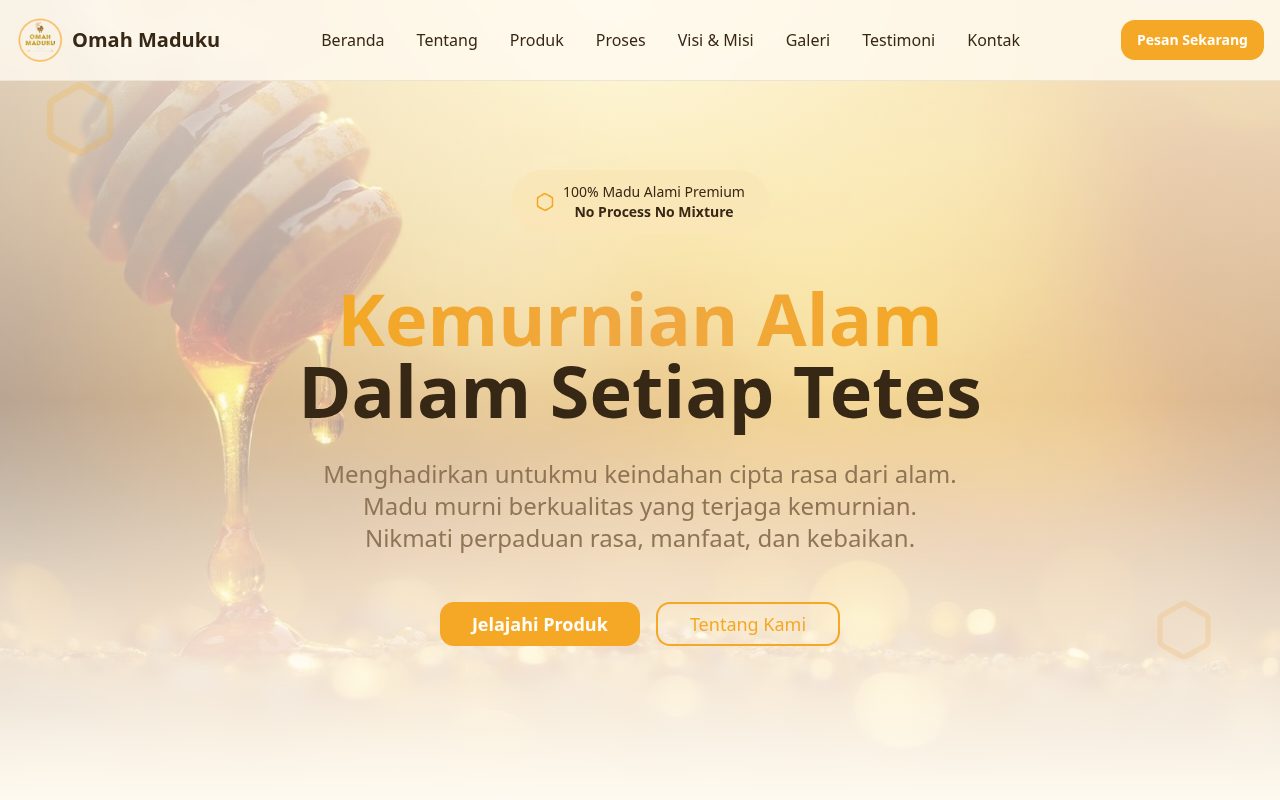 OMAH
MADUKU
Omah Maduku
Beranda
Tentang
Produk
Proses
Visi & Misi
Galeri
Testimoni
Kontak
Pesan Sekarang
100% Madu Alami Premium
No Process No Mixture
Kemurnian Alam
Dalam Setiap Tetes
Menghadirkan untukmu keindahan cipta rasa dari alam.
Madu murni berkualitas yang terjaga kemurnian.
Nikmati perpaduan rasa, manfaat, dan kebaikan.
Jelajahi Produk
Tentang Kami